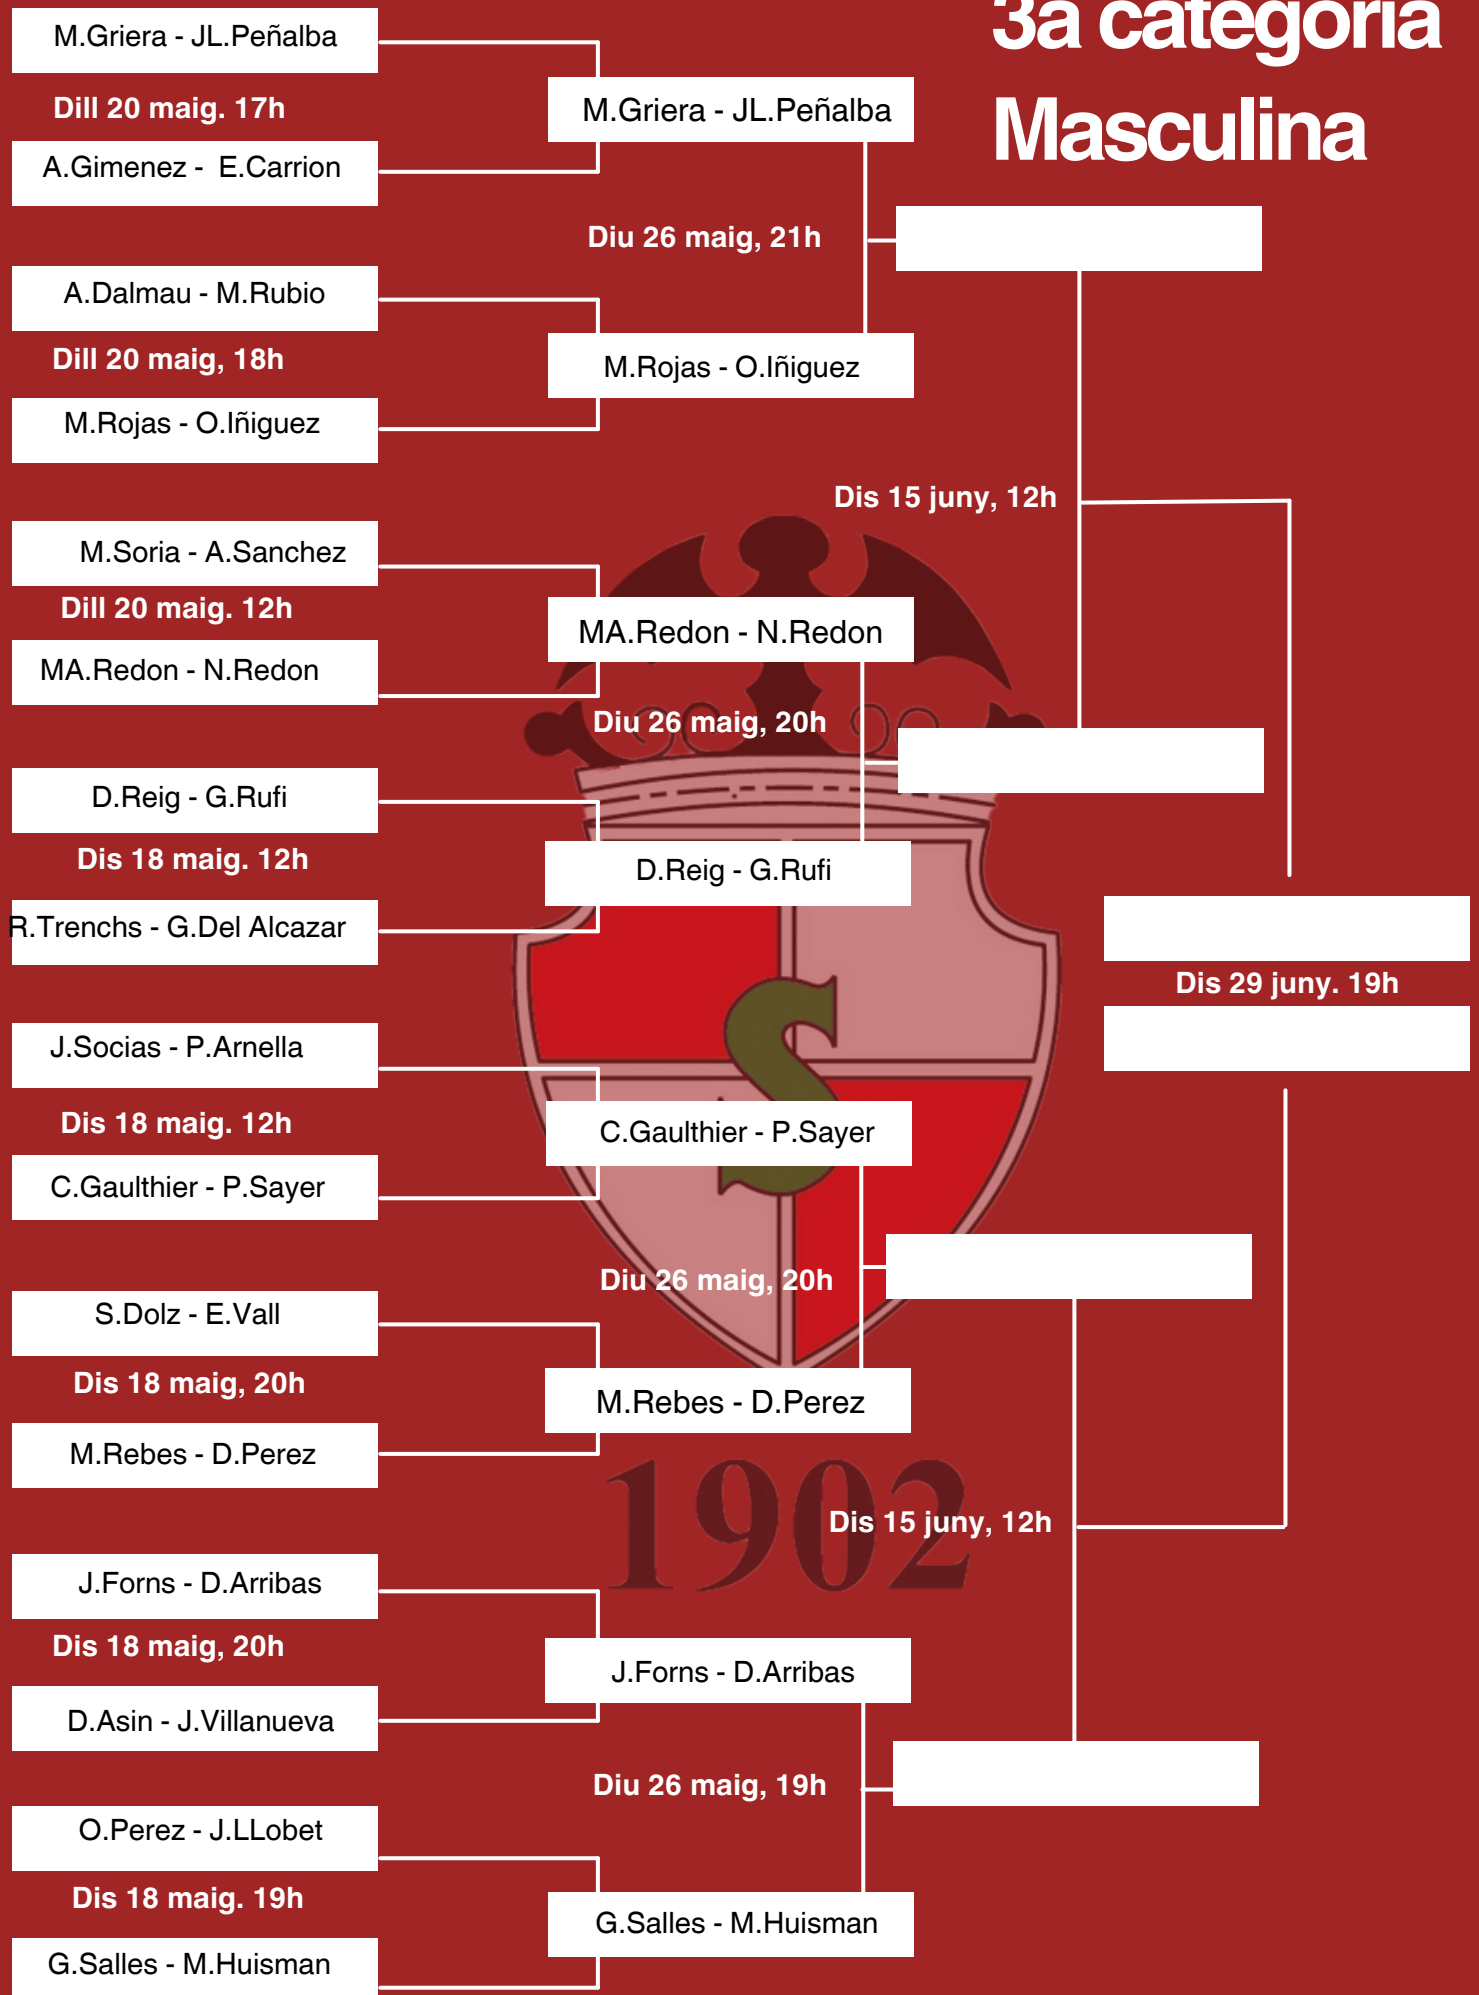 3a categoria
Masculina
M.Griera - JL.Peñalba
Dill 20 maig. 17h
A.Gimenez - E.Carrion
A.Dalmau - M.Rubio
Dill 20 maig, 18h
M.Rojas - O.Iñiguez
M.Soria - A.Sanchez
Dill 20 maig. 12h
MA.Redon - N.Redon
D.Reig - G.Rufi
Dis 18 maig. 12h
R.Trenchs - G.Del Alcazar
J.Socias - P.Arnella
Dis 18 maig. 12h
C.Gaulthier - P.Sayer
S.Dolz - E.Vall
Dis 18 maig, 20h
M.Rebes - D.Perez
J.Forns - D.Arribas
Dis 18 maig, 20h
D.Asin - J.Villanueva
O.Perez - J.LLobet
Dis 18 maig. 19h
G.Salles - M.Huisman
M.Griera - JL.Peñalba
Diu 26 maig, 21h
M.Rojas - O.Iñiguez
MA.Redon - N.Redon
Diu 26 maig, 20h
D.Reig - G.Rufi
C.Gaulthier - P.Sayer
Diu 26 maig, 20h
M.Rebes - D.Perez
J.Forns - D.Arribas
Diu 26 maig, 19h
G.Salles - M.Huisman
Dis 15 juny, 12h
Dis 15 juny, 12h
Dis 29 juny. 19h
S
1902